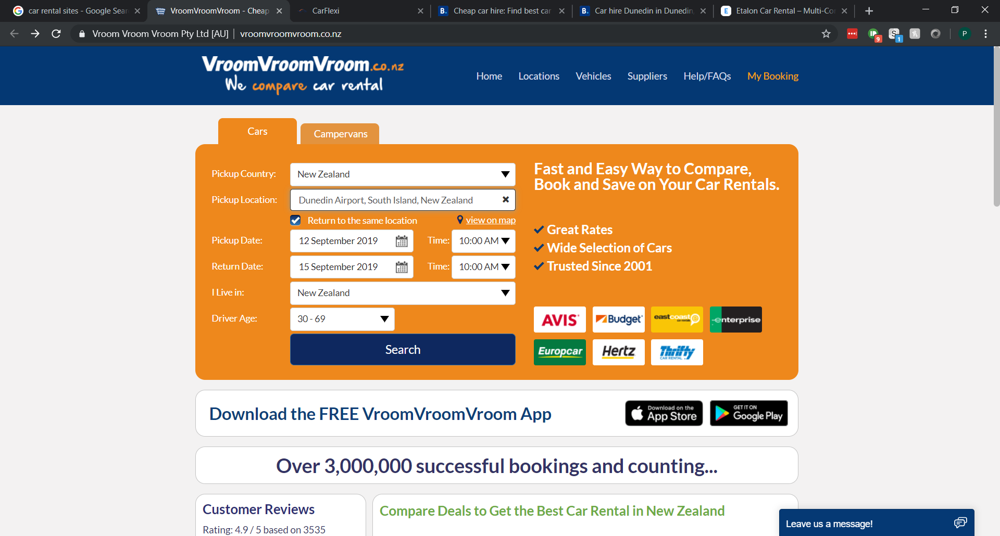 car rental sites - Google Sear
VroomVroomVroom - Cheap
CarFlexi
B. Cheap car hire: Find best car
B. Car hire Dunedin in Dunedin,
E Etalon Car Rental – Multi-Co
Vroom Vroom Vroom Pty Ltd [AU] | vroomvroomvroom.co.nz
9
S 1
P
VroomVroomVroom.co.nz
We compare car rental
Home
Locations
Vehicles
Suppliers
Help/FAQs
My Booking
Cars
Campervans
Pickup Country: New Zealand
Pickup Location: Dunedin Airport, South Island, New Zealand
Return to the same location
view on map
Pickup Date: 12 September 2019 Time: 10:00 AM
Return Date: 15 September 2019 Time: 10:00 AM
I Live in: New Zealand
Driver Age: 30 - 69
Search
Fast and Easy Way to Compare,
Book and Save on Your Car Rentals.
Great Rates
Wide Selection of Cars
Trusted Since 2001
AVIS
Budget
eastcoast
enterprise
Europcar
Hertz
Thrifty
CAR RENTAL
Download the FREE VroomVroomVroom App
Download on the
App Store
GET IT ON
Google Play
Over 3,000,000 successful bookings and counting...
Customer Reviews
Rating: 4.9 / 5 based on 3535
Compare Deals to Get the Best Car Rental in New Zealand
Leave us a message!